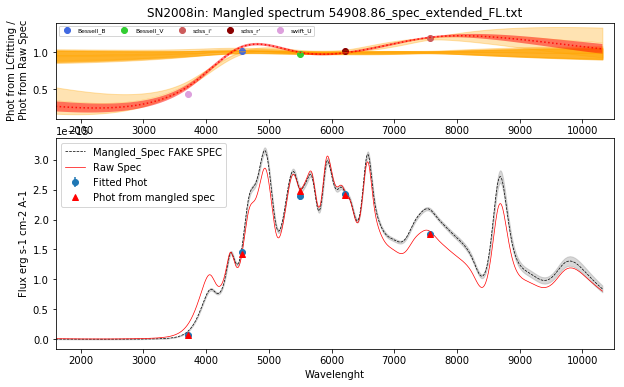 SN2008in: Mangled spectrum 54908.86_spec_extended_FL.txt
Phot from LCfitting /
Phot from Raw Spec
Bessell_B Bessell_V sdss_i' sdss_r' swift_U
1.0
0.5
2000 3000 4000 5000 6000 7000 8000 9000 10000
Flux erg s-1 cm-2 A-1
Mangled_Spec FAKE SPEC
Raw Spec
Fitted Phot
Phot from mangled spec
3.0
2.5
2.0
1.5
1.0
0.5
0.0
2000 3000 4000 5000 6000 7000 8000 9000 10000
Wavelenght